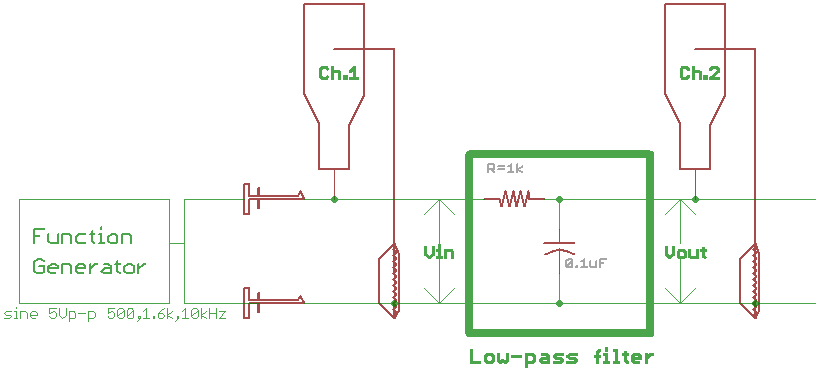 Ch.1
Ch.2
R=1k
Function
Generator
Vin
Vout
0.1uF
sine 5Vp-p 500,1.6k,10kHz
Low-pass filter